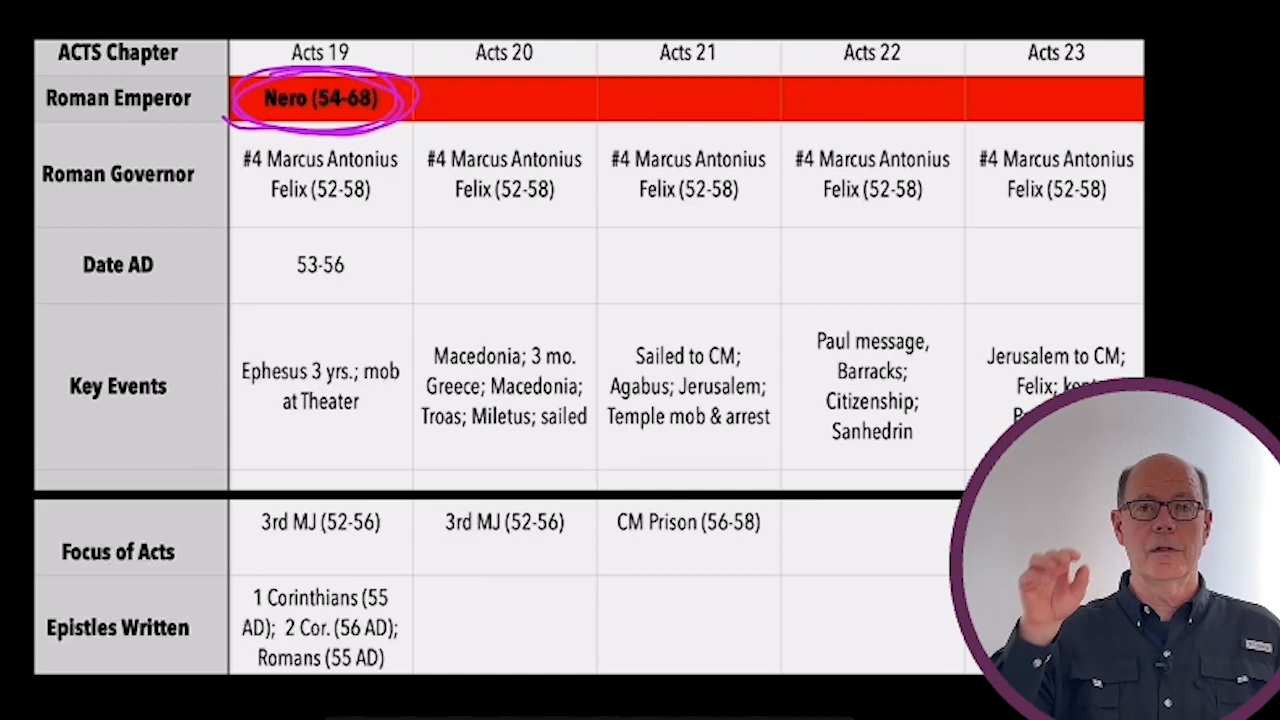 ACTS Chapter Acts 19 Acts 20 Acts 21 Acts 22 Acts 23
Roman Emperor Nero (54-68)
Roman Governor
#4 Marcus Antonius #4 Marcus Antonius #4 Marcus Antonius #4 Marcus Antonius #4 Marcus Antonius
Felix (52-58) Felix (52-58) Felix (52-58) Felix (52-58) Felix (52-58)
Date AD 53-56
Key Events
Ephesus 3 yrs.; mob
at Theater
Macedonia; 3 mo.
Greece; Macedonia;
Troas; Miletus; sailed
Sailed to CM;
Agabus; Jerusalem;
Temple mob & arrest
Paul message,
Barracks;
Citizenship;
Sanhedrin
Jerusalem to CM;
Felix;
Focus of Acts 3rd MJ (52-56) 3rd MJ (52-56) CM Prison (56-58)
Epistles Written
1 Corinthians (55
AD); 2 Cor. (56 AD);
Romans (55 AD)